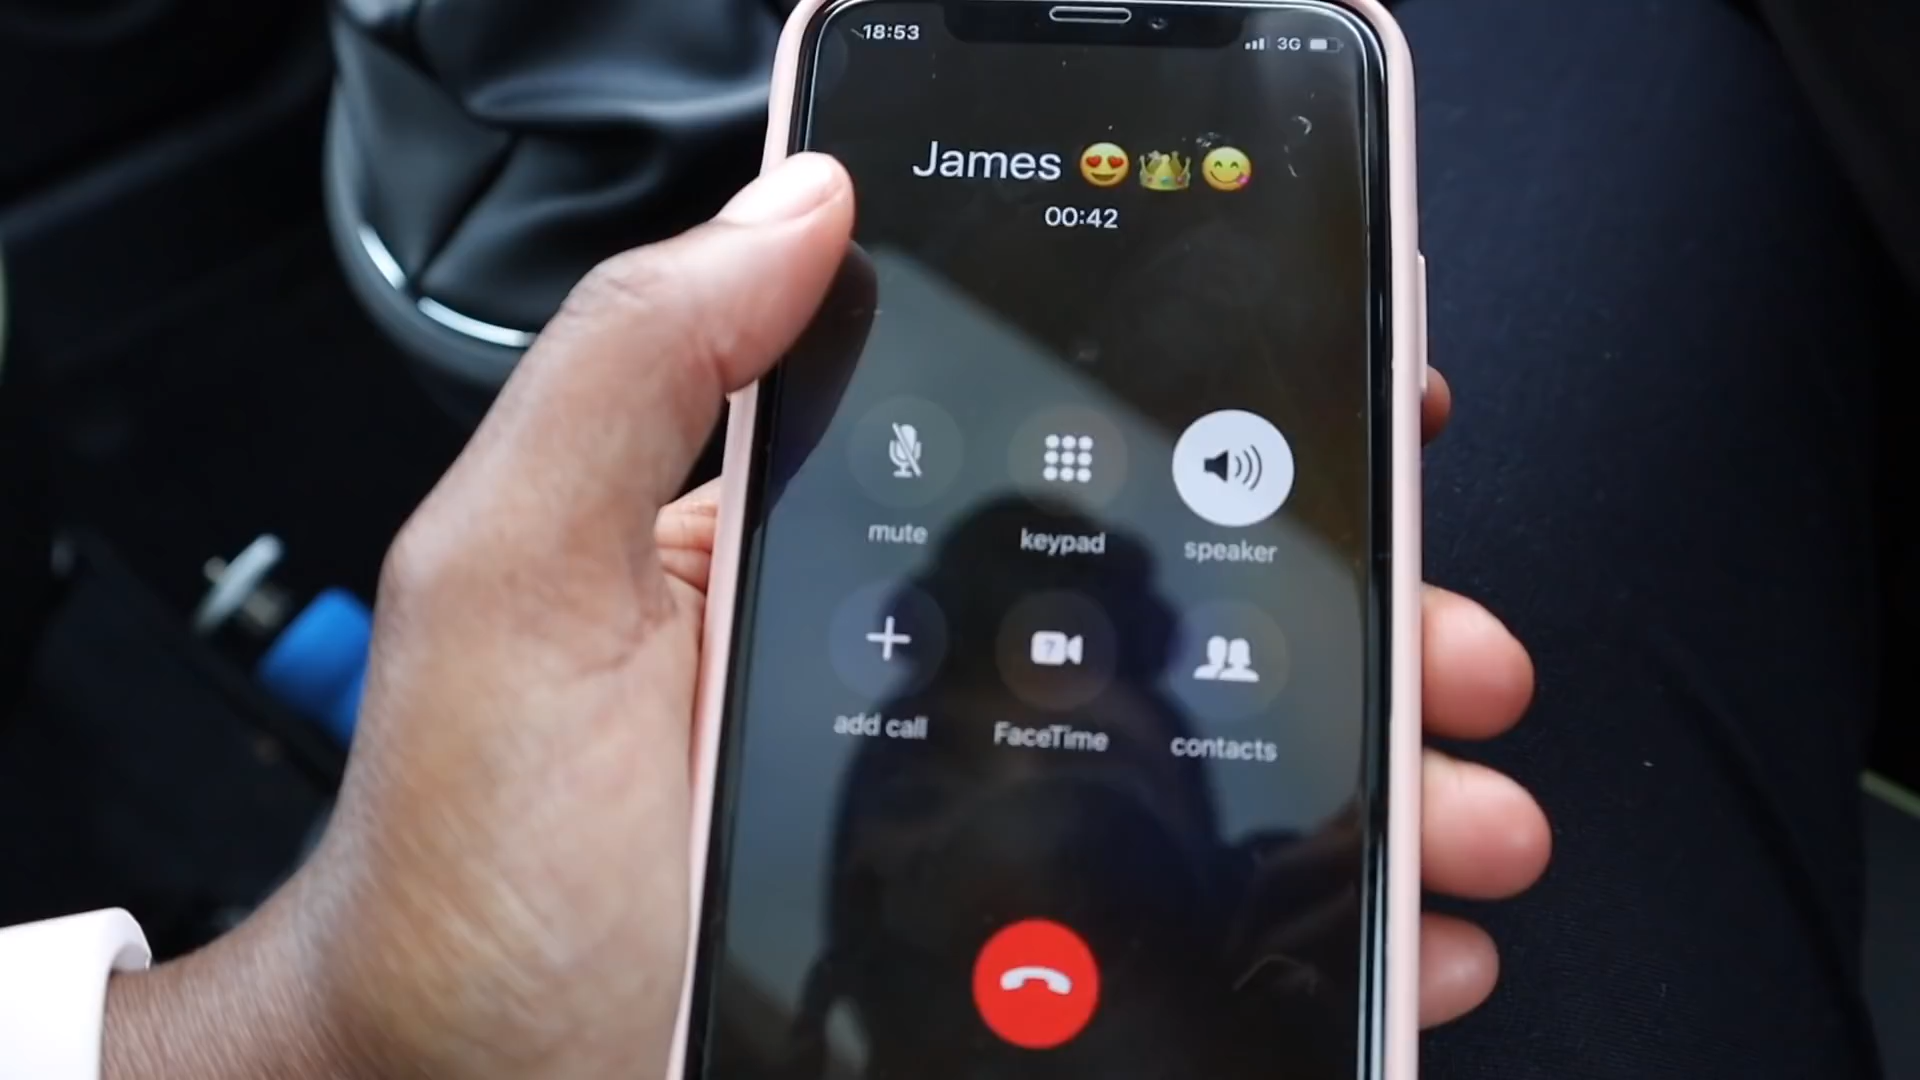 18:53 3G
James 😍👑😋
00:42
mute keypad speaker
add call FaceTime contacts